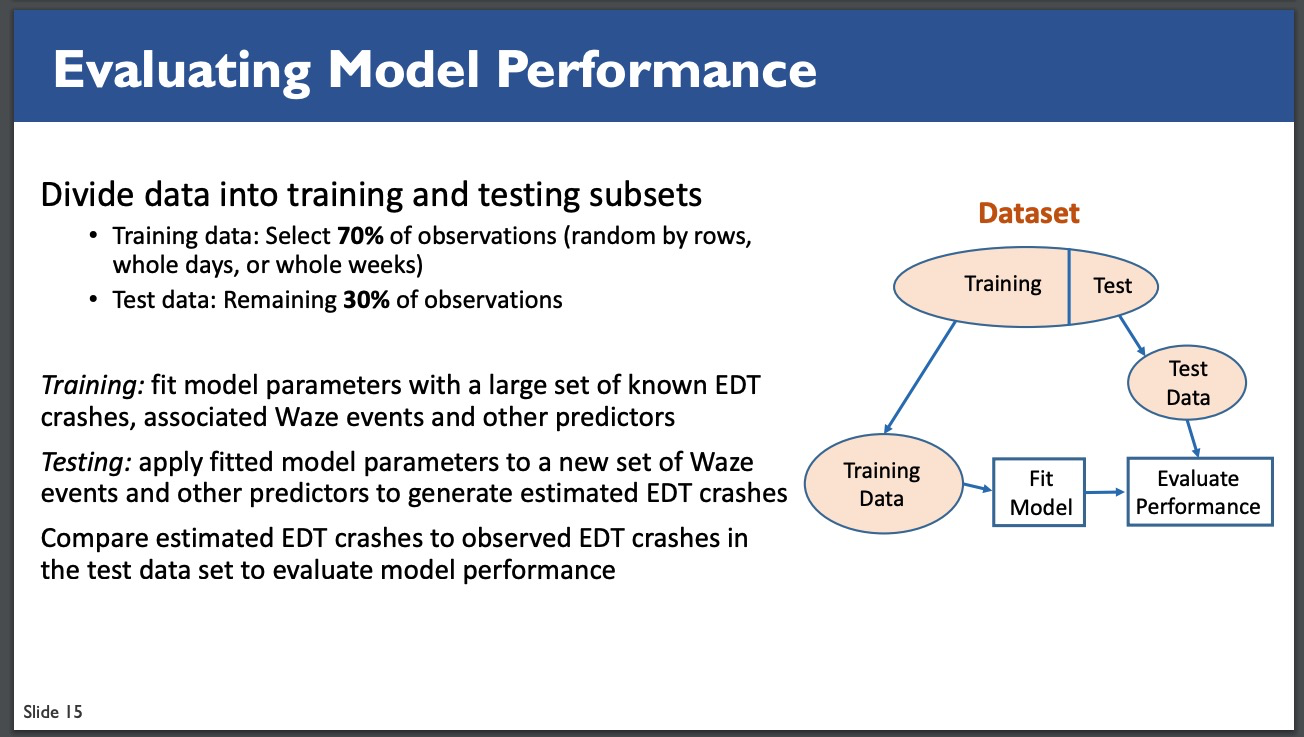 Evaluating Model Performance
Divide data into training and testing subsets
• Training data: Select 70% of observations (random by rows,
whole days, or whole weeks)
• Test data: Remaining 30% of observations
Training: fit model parameters with a large set of known EDT
crashes, associated Waze events and other predictors
Testing: apply fitted model parameters to a new set of Waze
events and other predictors to generate estimated EDT crashes
Compare estimated EDT crashes to observed EDT crashes in
the test data set to evaluate model performance
Dataset
Training
Test
Test
Data
Training
Data
Fit
Model
Evaluate
Performance
Slide 15